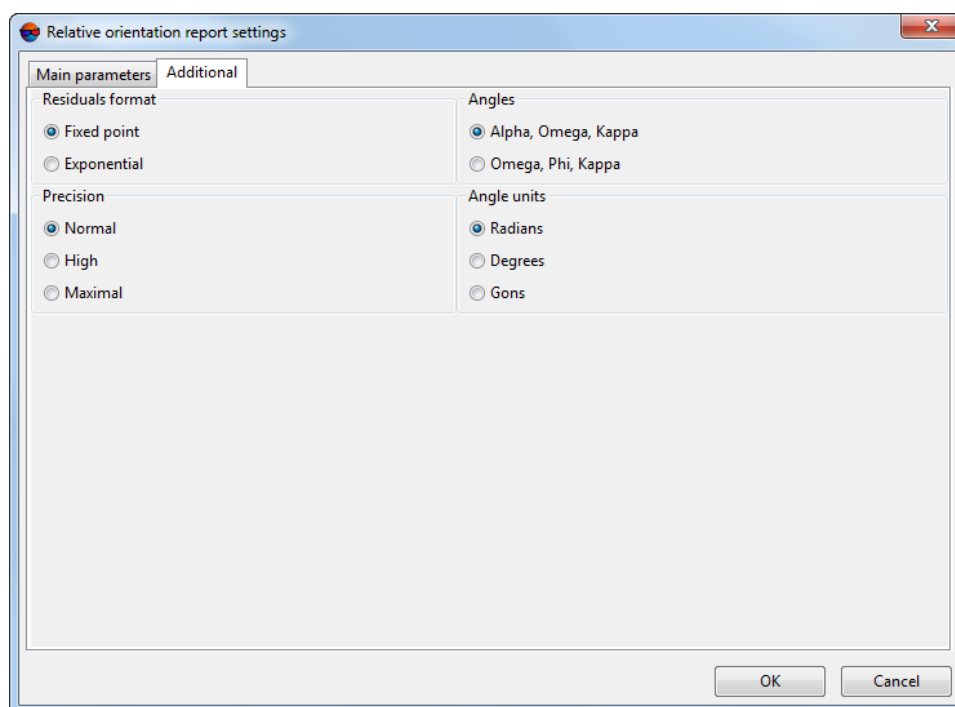 Relative orientation report settings
Main parameters
Additional
Residuals format
Fixed point
Exponential
Angles
Alpha, Omega, Kappa
Omega, Phi, Kappa
Precision
Normal
High
Maximal
Angle units
Radians
Degrees
Gons
OK
Cancel